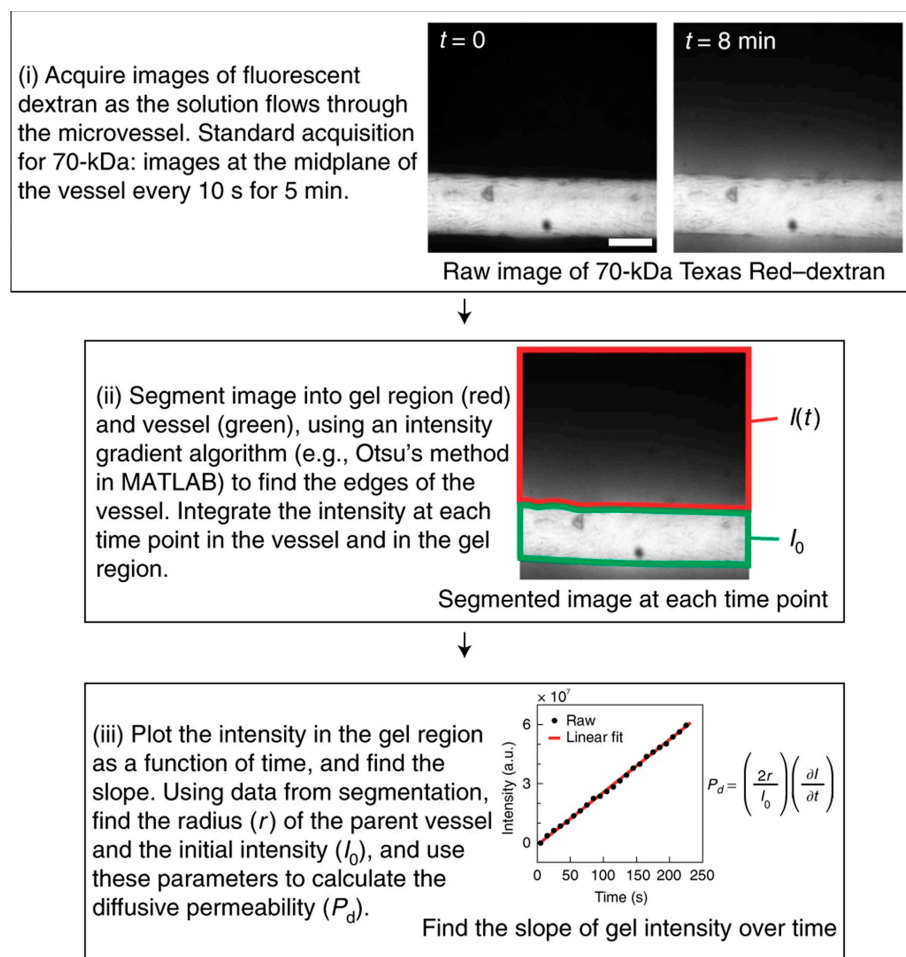 (i) Acquire images of fluorescent
dextran as the solution flows through
the microvessel. Standard acquisition
for 70-kDa: images at the midplane of
the vessel every 10 s for 5 min.
t = 0
t = 8 min
Raw image of 70-kDa Texas Red–dextran
(ii) Segment image into gel region (red)
and vessel (green), using an intensity
gradient algorithm (e.g., Otsu's method
in MATLAB) to find the edges of the
vessel. Integrate the intensity at each
time point in the vessel and in the gel
region.
I(t)
I0
Segmented image at each time point
(iii) Plot the intensity in the gel region
as a function of time, and find the
slope. Using data from segmentation,
find the radius (r) of the parent vessel
and the initial intensity (I0), and use
these parameters to calculate the
diffusive permeability (Pd).
× 10^7
Raw
Linear fit
Intensity (a.u.)
6
3
0
0 50 100 150 200 250
Time (s)
Pd = (2r/I0)(∂I/∂t)
Find the slope of gel intensity over time